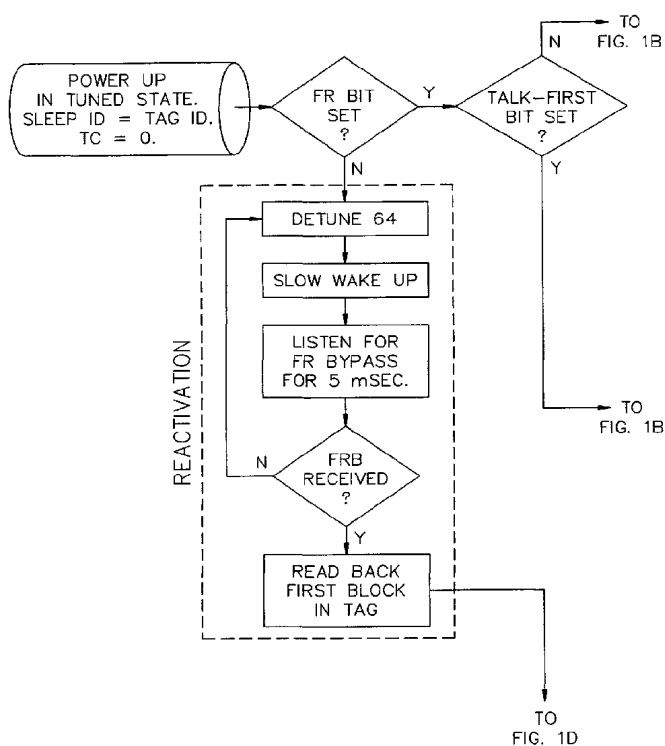 POWER UP
IN TUNED STATE.
SLEEP ID = TAG ID.
TC = 0.
FR BIT
SET
?
Y
N
TALK-FIRST
BIT SET
?
N
TO
FIG. 1B
Y
TO
FIG. 1B
REACTIVATION
DETUNE 64
SLOW WAKE UP
LISTEN FOR
FR BYPASS
FOR 5 mSEC.
FRB
RECEIVED
?
N
Y
READ BACK
FIRST BLOCK
IN TAG
TO
FIG. 1D